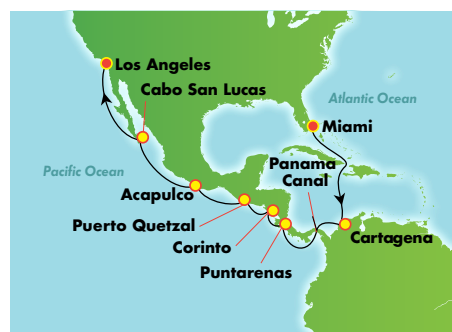 Los Angeles
Cabo San Lucas
Atlantic Ocean
Miami
Panama
Canal
Pacific Ocean
Acapulco
Puerto Quetzal
Corinto
Cartagena
Puntarenas